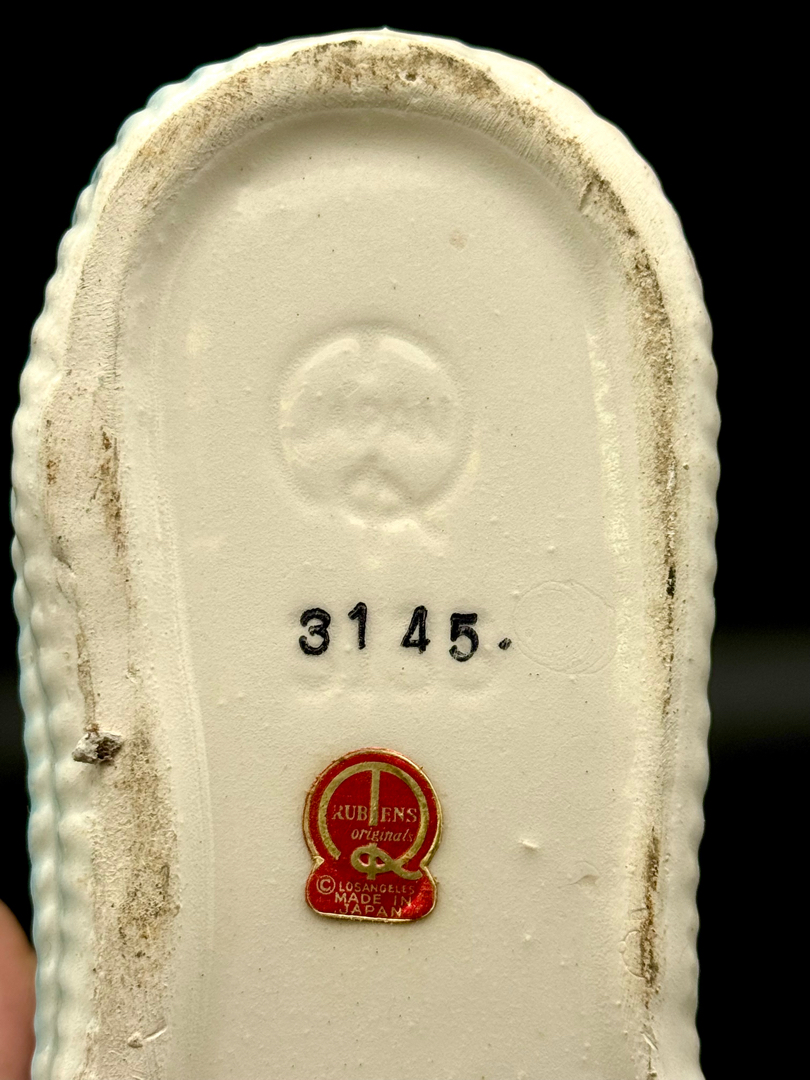 3145.
RUBENS
originals
R
© LOS ANGELES
MADE IN
JAPAN